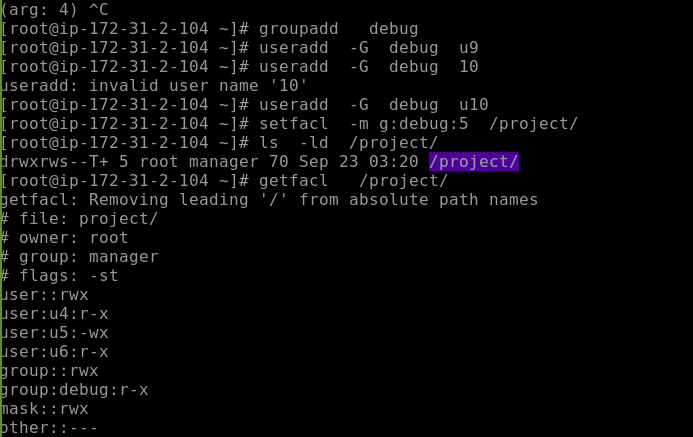 (arg: 4) ^C
[root@ip-172-31-2-104 ~]# groupadd   debug
[root@ip-172-31-2-104 ~]# useradd  -G  debug  u9
[root@ip-172-31-2-104 ~]# useradd  -G  debug  10
useradd: invalid user name '10'
[root@ip-172-31-2-104 ~]# useradd  -G  debug  u10
[root@ip-172-31-2-104 ~]# setfacl  -m g:debug:5  /project/
[root@ip-172-31-2-104 ~]# ls  -ld  /project/
drwxrws--T+ 5 root manager 70 Sep 23 03:20 /project/
[root@ip-172-31-2-104 ~]# getfacl   /project/
getfacl: Removing leading '/' from absolute path names
# file: project/
# owner: root
# group: manager
# flags: -st
user::rwx
user:u4:r-x
user:u5:-wx
user:u6:r-x
group::rwx
group:debug:r-x
mask::rwx
other::---